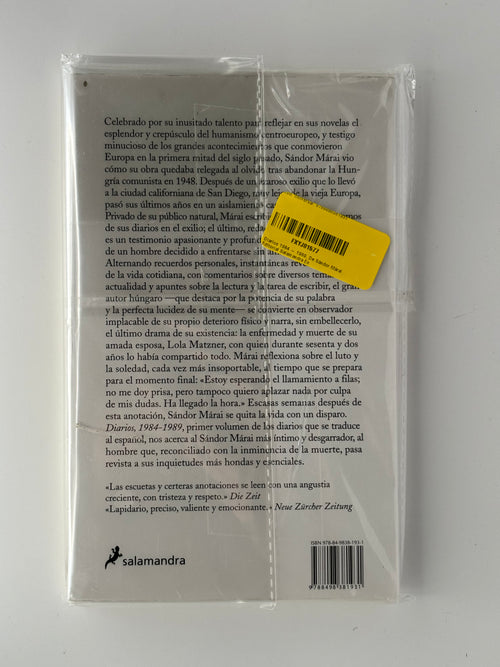 Celebrado por su inusitado talento para reflejar en sus novelas el
esplendor y crepúsculo del humanismo centroeuropeo, y testigo
minucioso de los grandes acontecimientos que conmovieron
Europa en la primera mitad del siglo pasado, Sándor Márai vio
cómo su obra quedaba relegada al olvido tras abandonar la Hun-
gría comunista en 1948. Después de un azaroso exilio que lo llevó
a la ciudad californiana de San Diego, muy lejos de la vieja Europa,
pasó sus últimos años en un aislamiento casi
Privado de su público natural, Márai escribió
de sus diarios en el exilio; el último, redac
es un testimonio apasionante y profun
de un hombre decidido a enfrentarse sin
Alternando recuerdos personales, instantáneas
de la vida cotidiana, con comentarios sobre diversos temas
actualidad y apuntes sobre la lectura y la tarea de escribir, el gran
autor húngaro —que destaca por la potencia de su palabra
y la perfecta lucidez de su mente— se convierte en observador
implacable de su propio deterioro físico y narra, sin embellecerlo,
el último drama de su existencia: la enfermedad y muerte de su
amada esposa, Lola Matzner, con quien durante sesenta y dos
años lo había compartido todo. Márai reflexiona sobre el luto y
la soledad, cada vez más insoportable, al tiempo que se prepara
para el momento final: «Estoy esperando el llamamiento a filas;
no me doy prisa, pero tampoco quiero aplazar nada por culpa
de mis dudas. Ha llegado la hora.» Escasas semanas después de
esta anotación, Sándor Márai se quita la vida con un disparo.
Diarios, 1984-1989, primer volumen de los diarios que se traduce
al español, nos acerca al Sándor Márai más íntimo y desgarrador, al
hombre que, reconciliado con la inminencia de la muerte, pasa
revista a sus inquietudes más hondas y esenciales.
«Las escuetas y certeras anotaciones se leen con una angustia
creciente, con tristeza y respeto.» Die Zeit
«Lapidario, preciso, valiente y emocionante.» Neue Zürcher Zeitung
salamandra
ISBN 978-84-9838-193-1
9788498381931